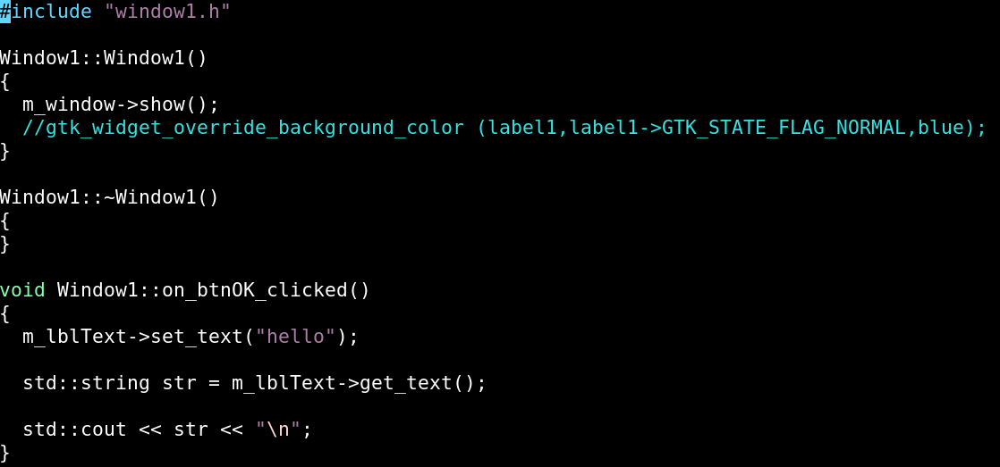 #include "window1.h"

Window1::Window1()
{
  m_window->show();
  //gtk_widget_override_background_color (label1,label1->GTK_STATE_FLAG_NORMAL,blue);
}

Window1::~Window1()
{
}

void Window1::on_btnOK_clicked()
{
  m_lblText->set_text("hello");

  std::string str = m_lblText->get_text();

  std::cout << str << "\n";
}